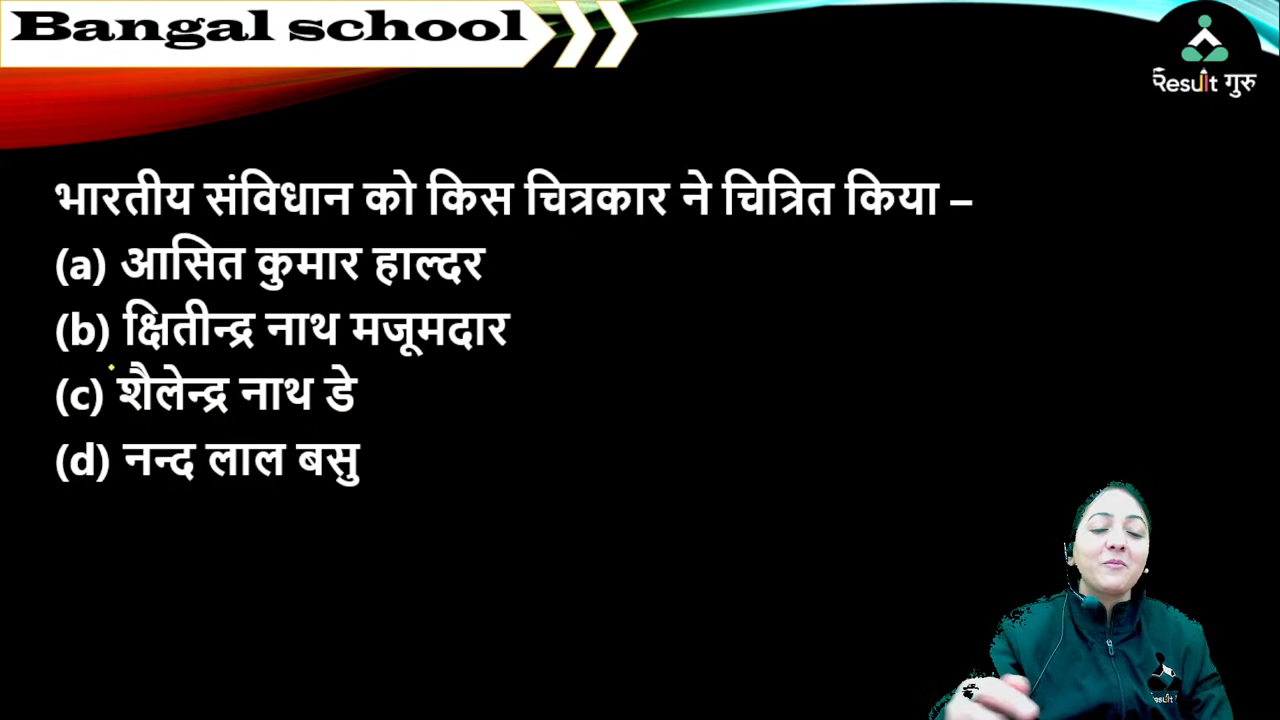 Bangal school
Result गुरु
भारतीय संविधान को किस चित्रकार ने चित्रित किया –
(a) आसित कुमार हाल्दर
(b) क्षितीन्द्र नाथ मजूमदार
(c) शैलेन्द्र नाथ डे
(d) नन्द लाल बसु